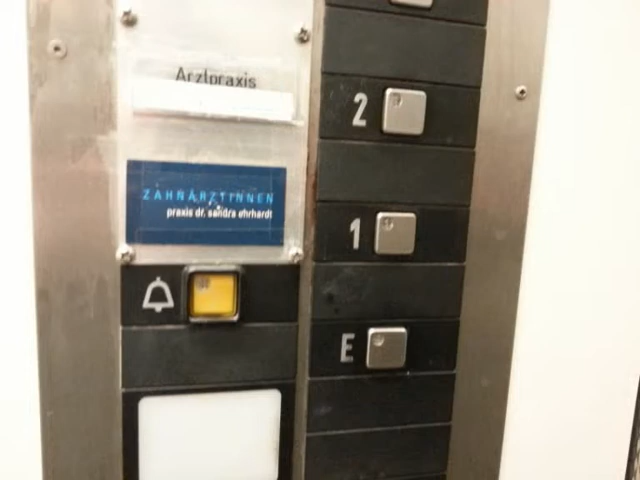 Arztpraxis
ZAHNÄRZTINNEN
praxis dr. sandra ehrhardt
2
1
E